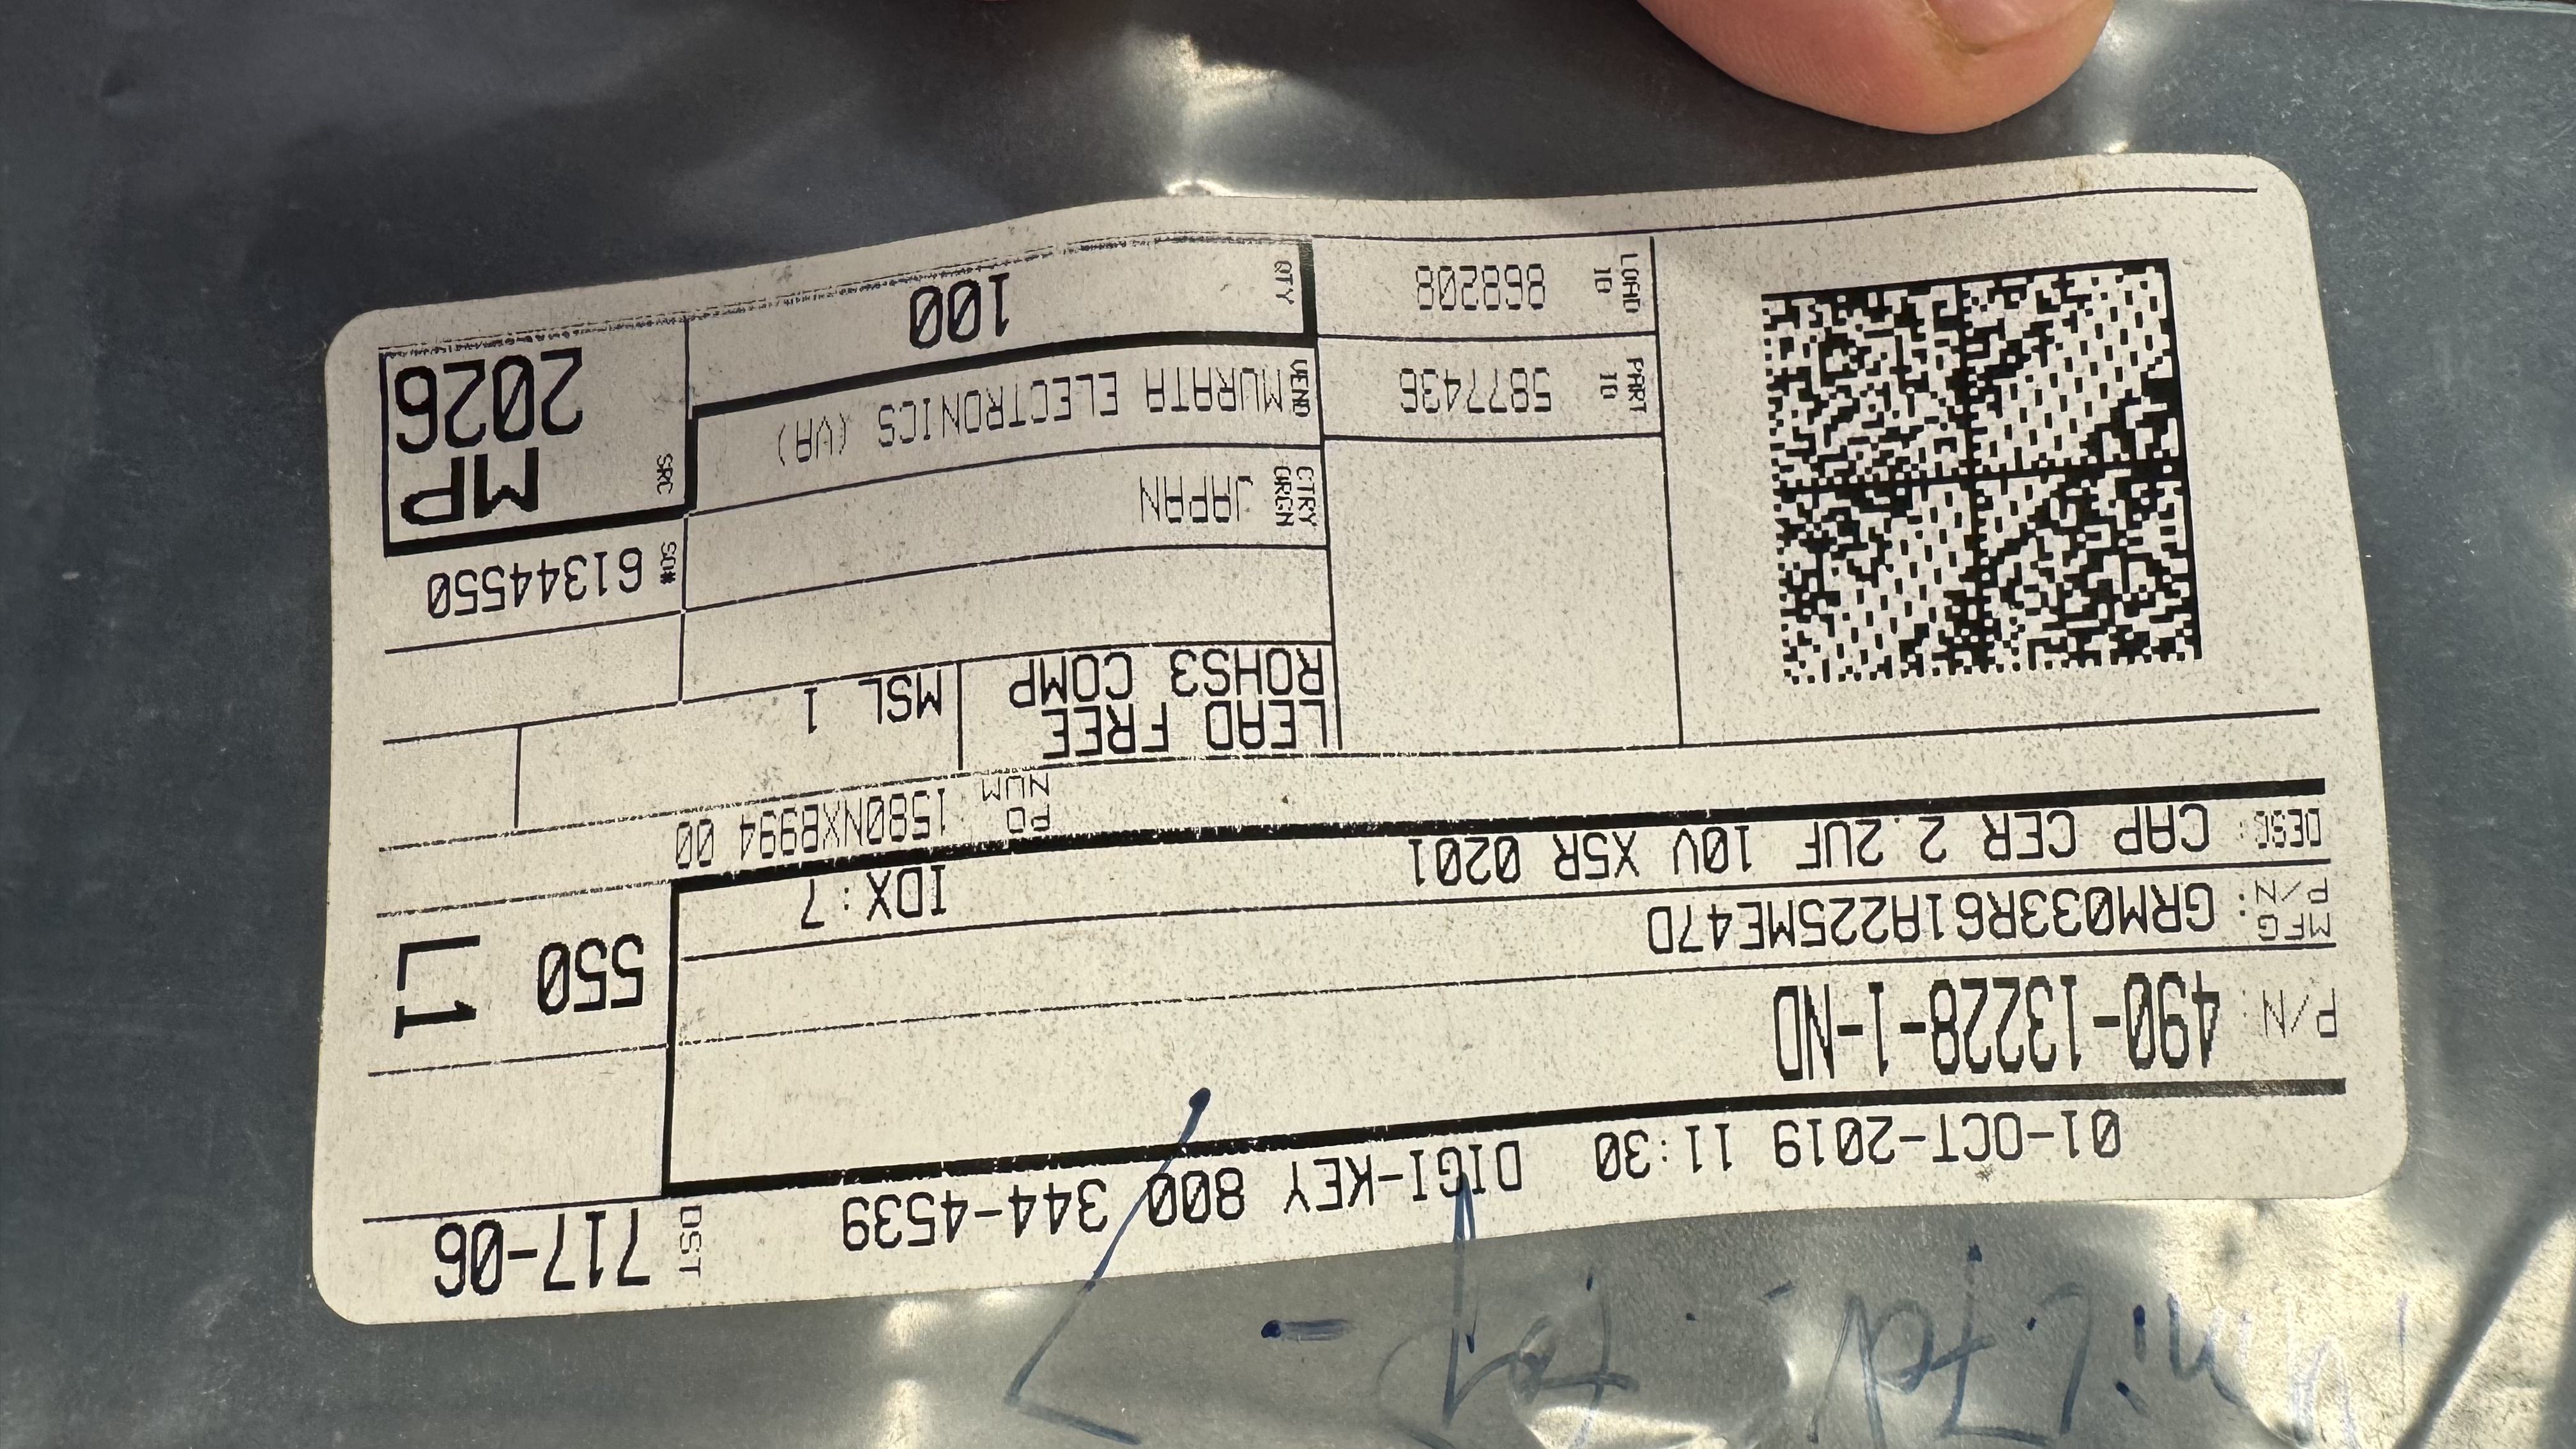 717-06
DST
01-OCT-2019 11:30 DIGI-KEY 800 344-4539
P/N: 490-13228-1-ND
MFG P/N: GRM033R61A225ME47D
550
1
DESC: CAP CER 2.2UF 10V X5R 0201
IDX:7
PO NUM 1580NXB994 00
LEAD FREE
ROHS3 COMP
MSL 1
SO# 61344550
CTRY ORGN JAPAN
SRC MP
2026
PART ID 5877436
VEND MURATA ELECTRONICS (VA)
LOAD ID 868208
QTY 100